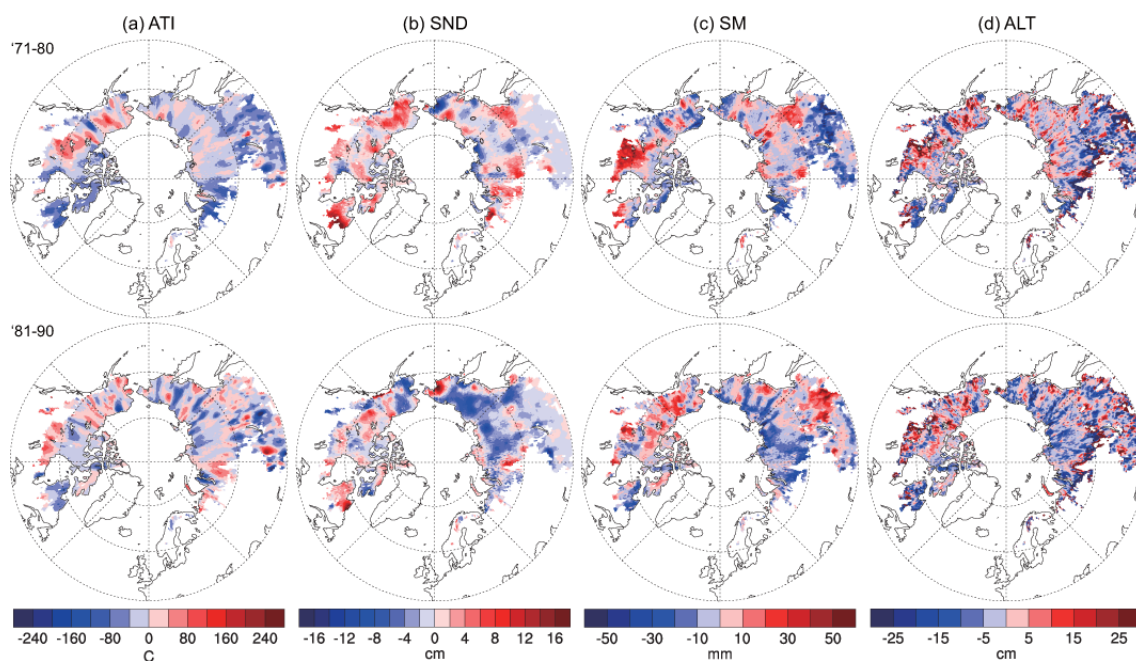 (a) ATI (b) SND (c) SM (d) ALT
‘71-80
‘81-90
-240 -160 -80 0 80 160 240 -16 -12 -8 -4 0 4 8 12 16 -50 -30 -10 10 30 50 -25 -15 -5 5 15 25
C cm mm cm